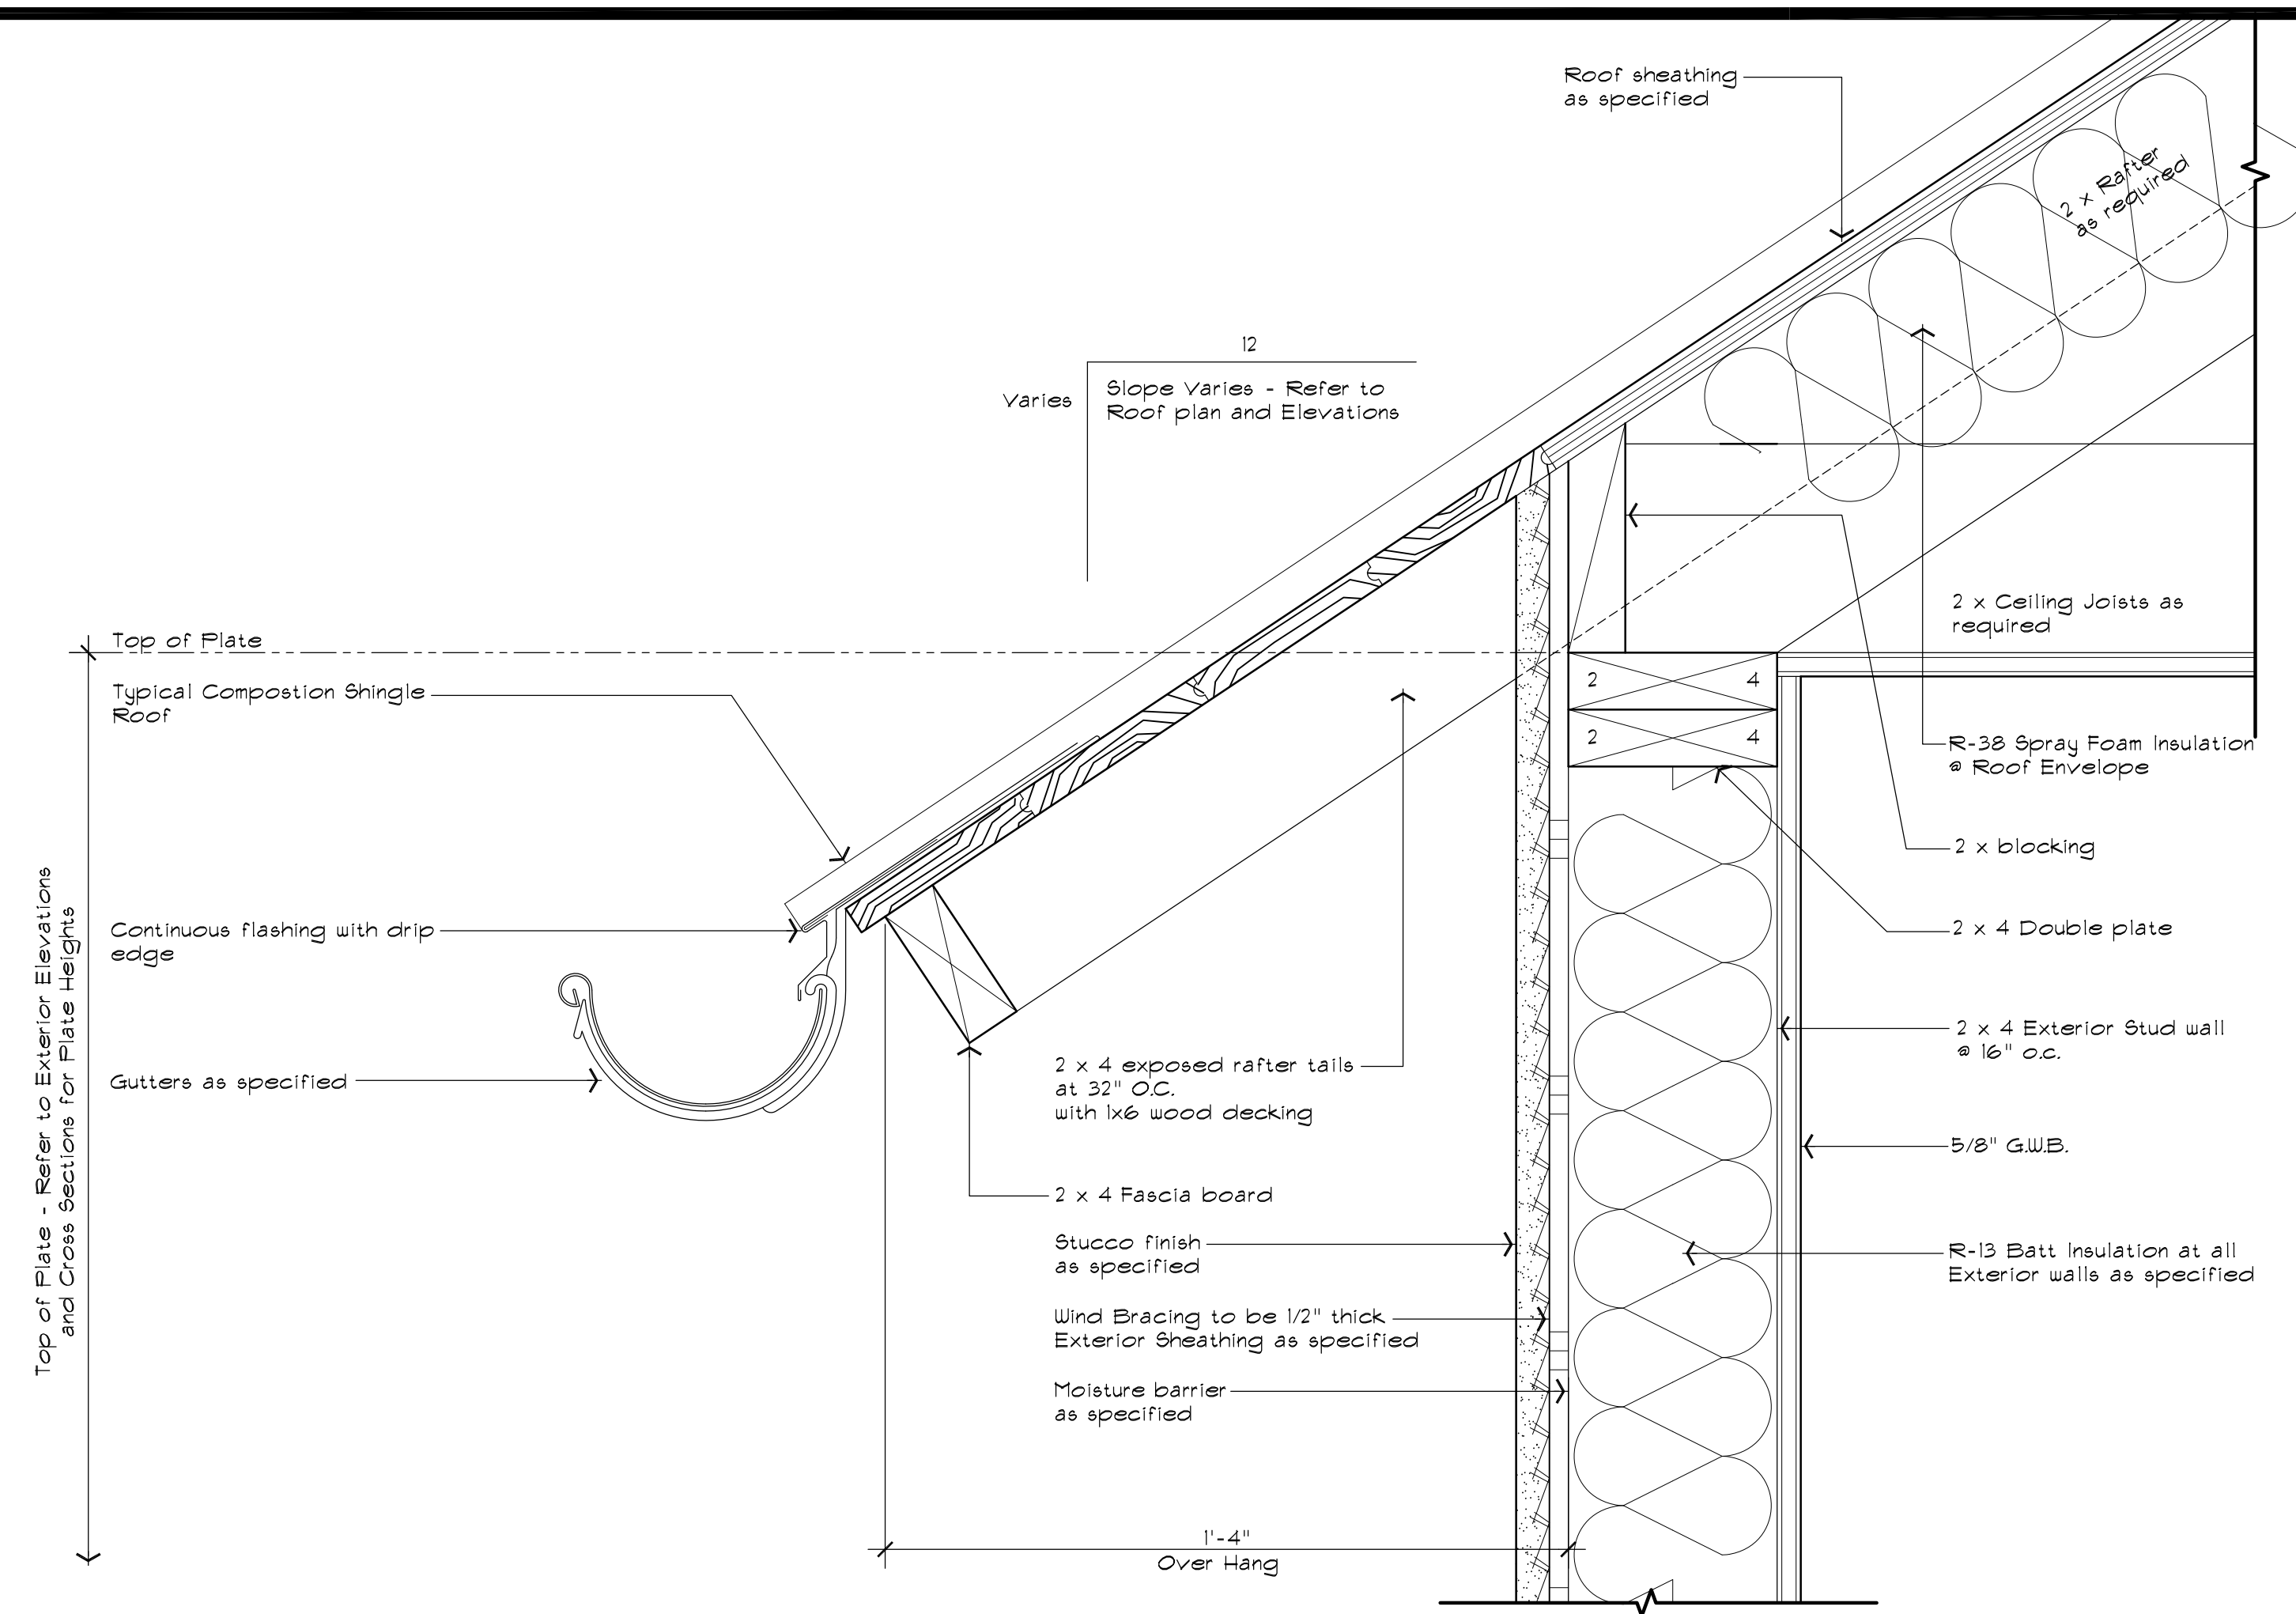 Roof sheathing
as specified
2 x Rafter
as required
12
Varies
Slope Varies - Refer to
Roof plan and Elevations
Top of Plate
Typical Compostion Shingle
Roof
Continuous flashing with drip
edge
Gutters as specified
Top of Plate - Refer to Exterior Elevations
and Cross Sections for Plate Heights
2 x 4 exposed rafter tails
at 32" O.C.
with 1x6 wood decking
2 x 4 Fascia board
Stucco finish
as specified
Wind Bracing to be 1/2" thick
Exterior Sheathing as specified
Moisture barrier
as specified
1'-4"
Over Hang
2 4
2 4
2 x Ceiling Joists as
required
R-38 Spray Foam Insulation
@ Roof Envelope
2 x blocking
2 x 4 Double plate
2 x 4 Exterior Stud wall
@ 16" o.c.
5/8" G.W.B.
R-13 Batt Insulation at all
Exterior walls as specified